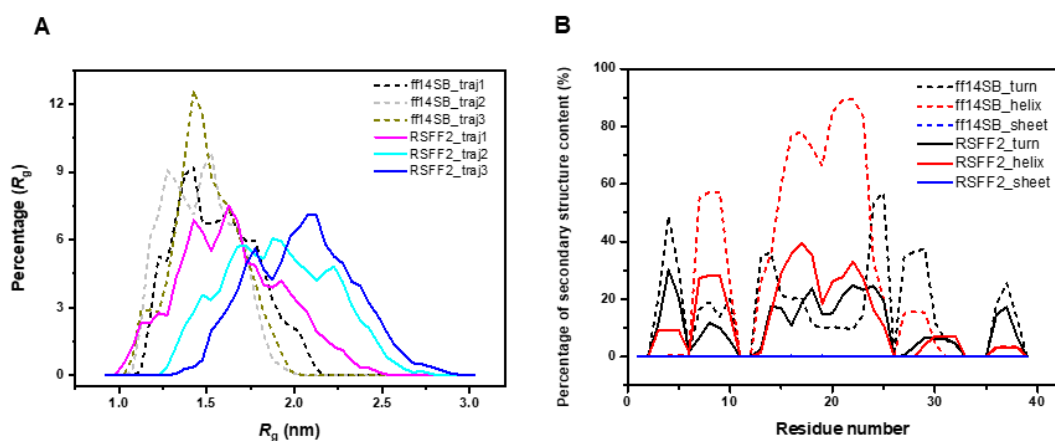 A
Percentage (Rg)
12
9
6
3
0
ff14SB_traj1
ff14SB_traj2
ff14SB_traj3
RSFF2_traj1
RSFF2_traj2
RSFF2_traj3
1.0 1.5 2.0 2.5 3.0
Rg (nm)
B
Percentage of secondary structure content (%)
100
80
60
40
20
0
ff14SB_turn
ff14SB_helix
ff14SB_sheet
RSFF2_turn
RSFF2_helix
RSFF2_sheet
0 10 20 30 40
Residue number